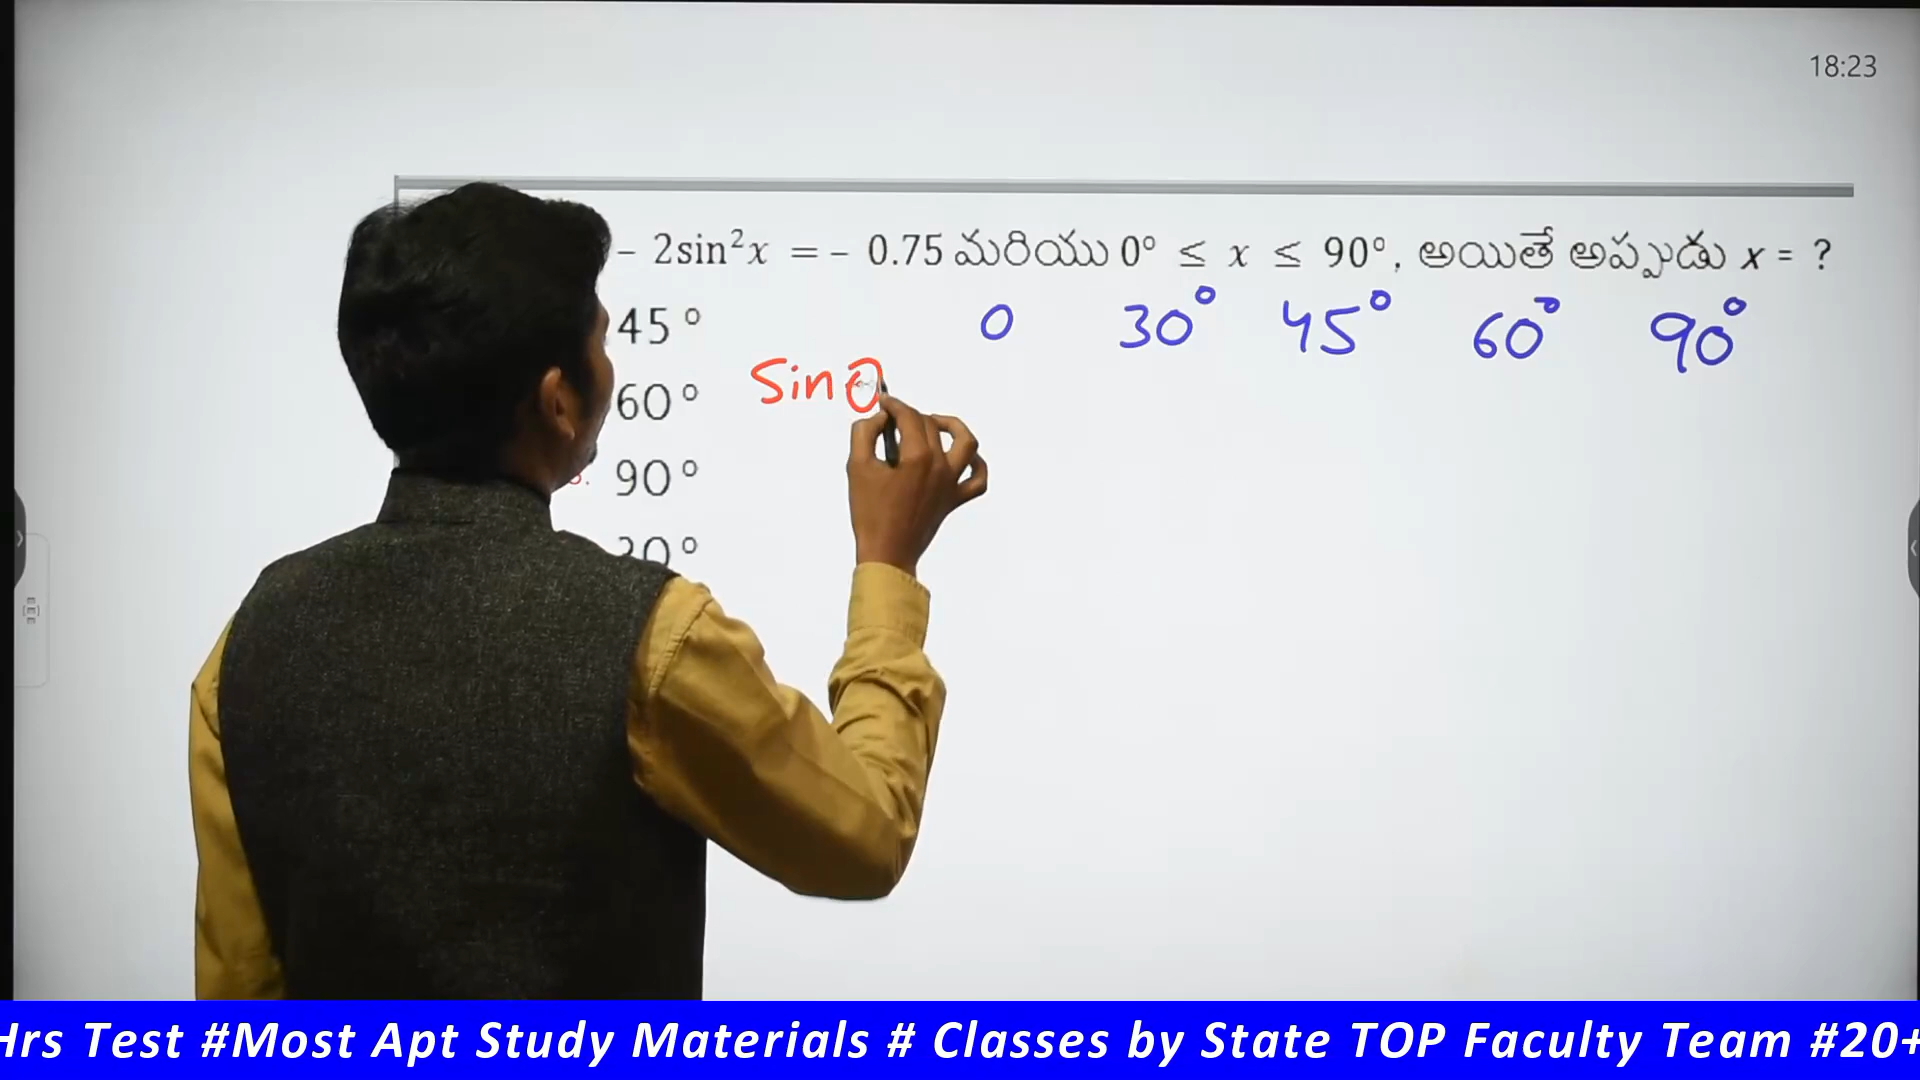 18:23
- 2sin²x = - 0.75 మరియు 0° ≤ x ≤ 90°, అయితే అప్పుడు x = ?
45°
0 30° 45° 60° 90°
sin θ
60°
90°
30°
Hrs Test #Most Apt Study Materials # Classes by State TOP Faculty Team #20+